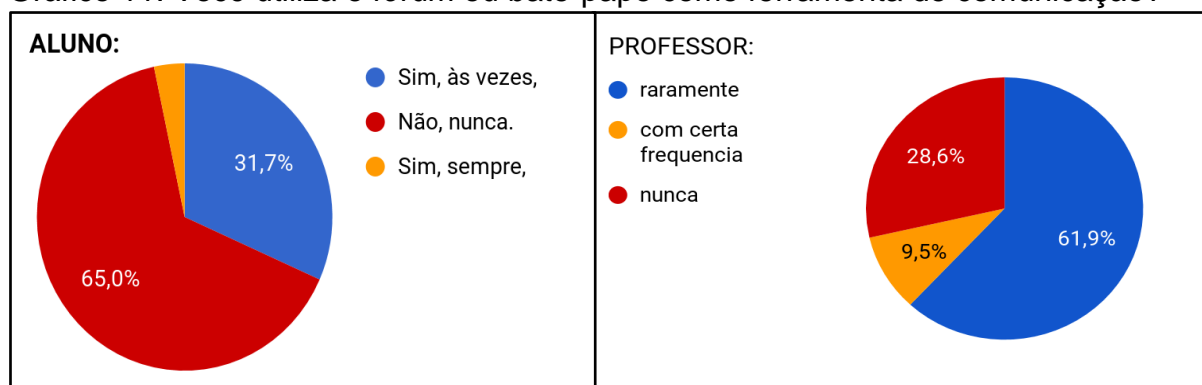 ALUNO:
Sim, às vezes,
Não, nunca.
Sim, sempre,
31,7%
65,0%
PROFESSOR:
raramente
com certa
frequencia
nunca
28,6%
9,5%
61,9%